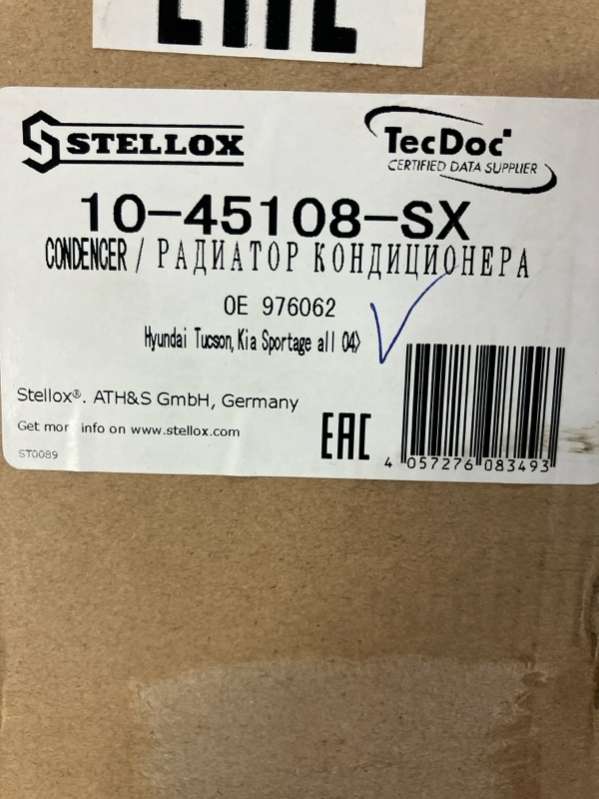 EAC
STELLOX
TecDoc
CERTIFIED DATA SUPPLIER
10-45108-SX
CONDENCER / РАДИАТОР КОНДИЦИОНЕРА
OE 976062
Hyundai Tucson, Kia Sportage all 04>
Stellox®. ATH&S GmbH, Germany
Get mor info on www.stellox.com
ST0089
EAC
4 057276 083493